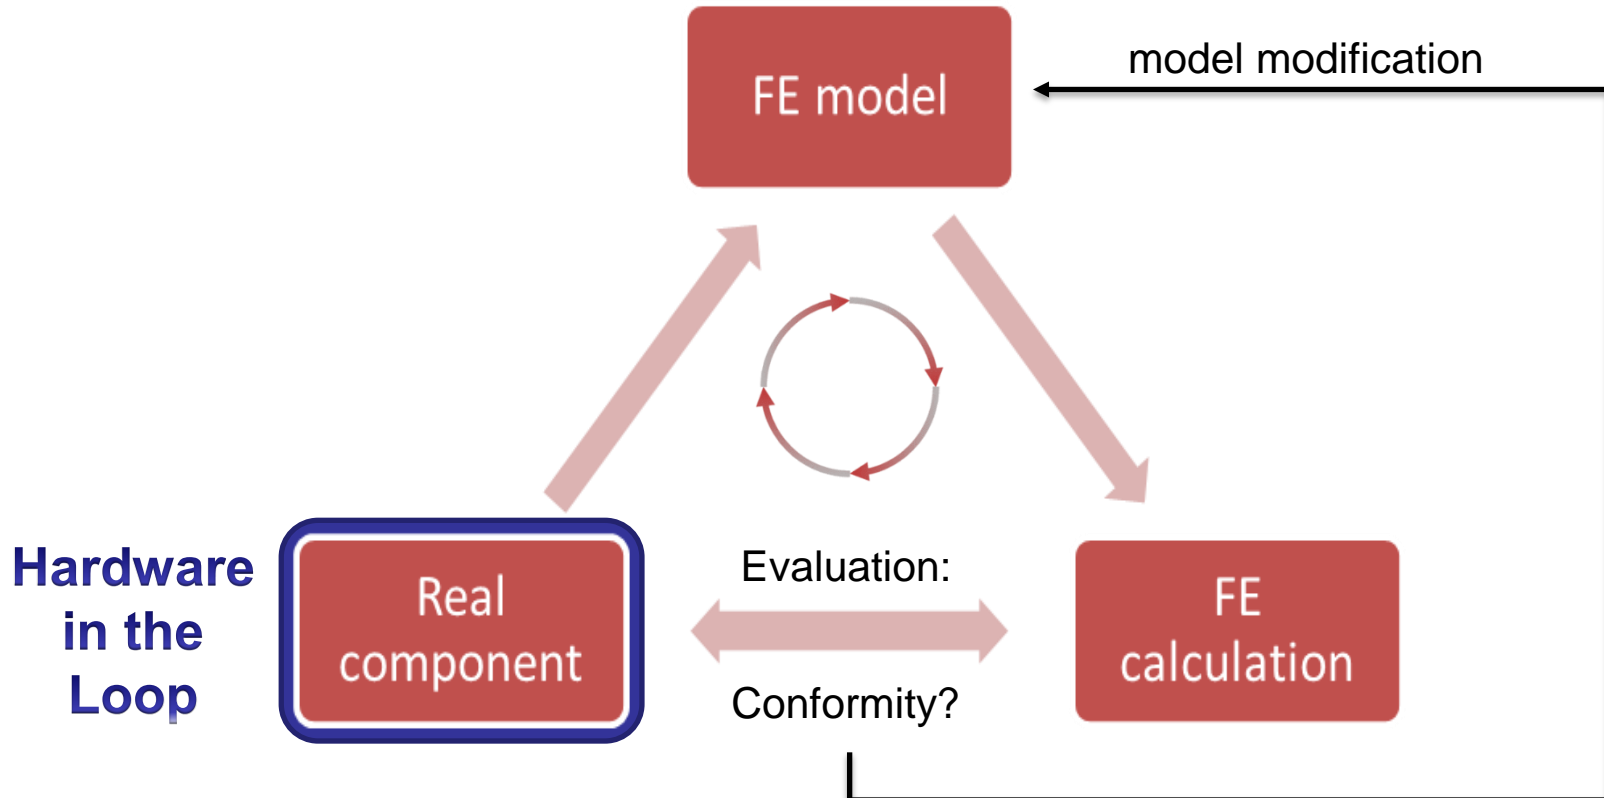 FE model
model modification
Hardware
in the
Loop
Real
component
Evaluation:
Conformity?
FE
calculation